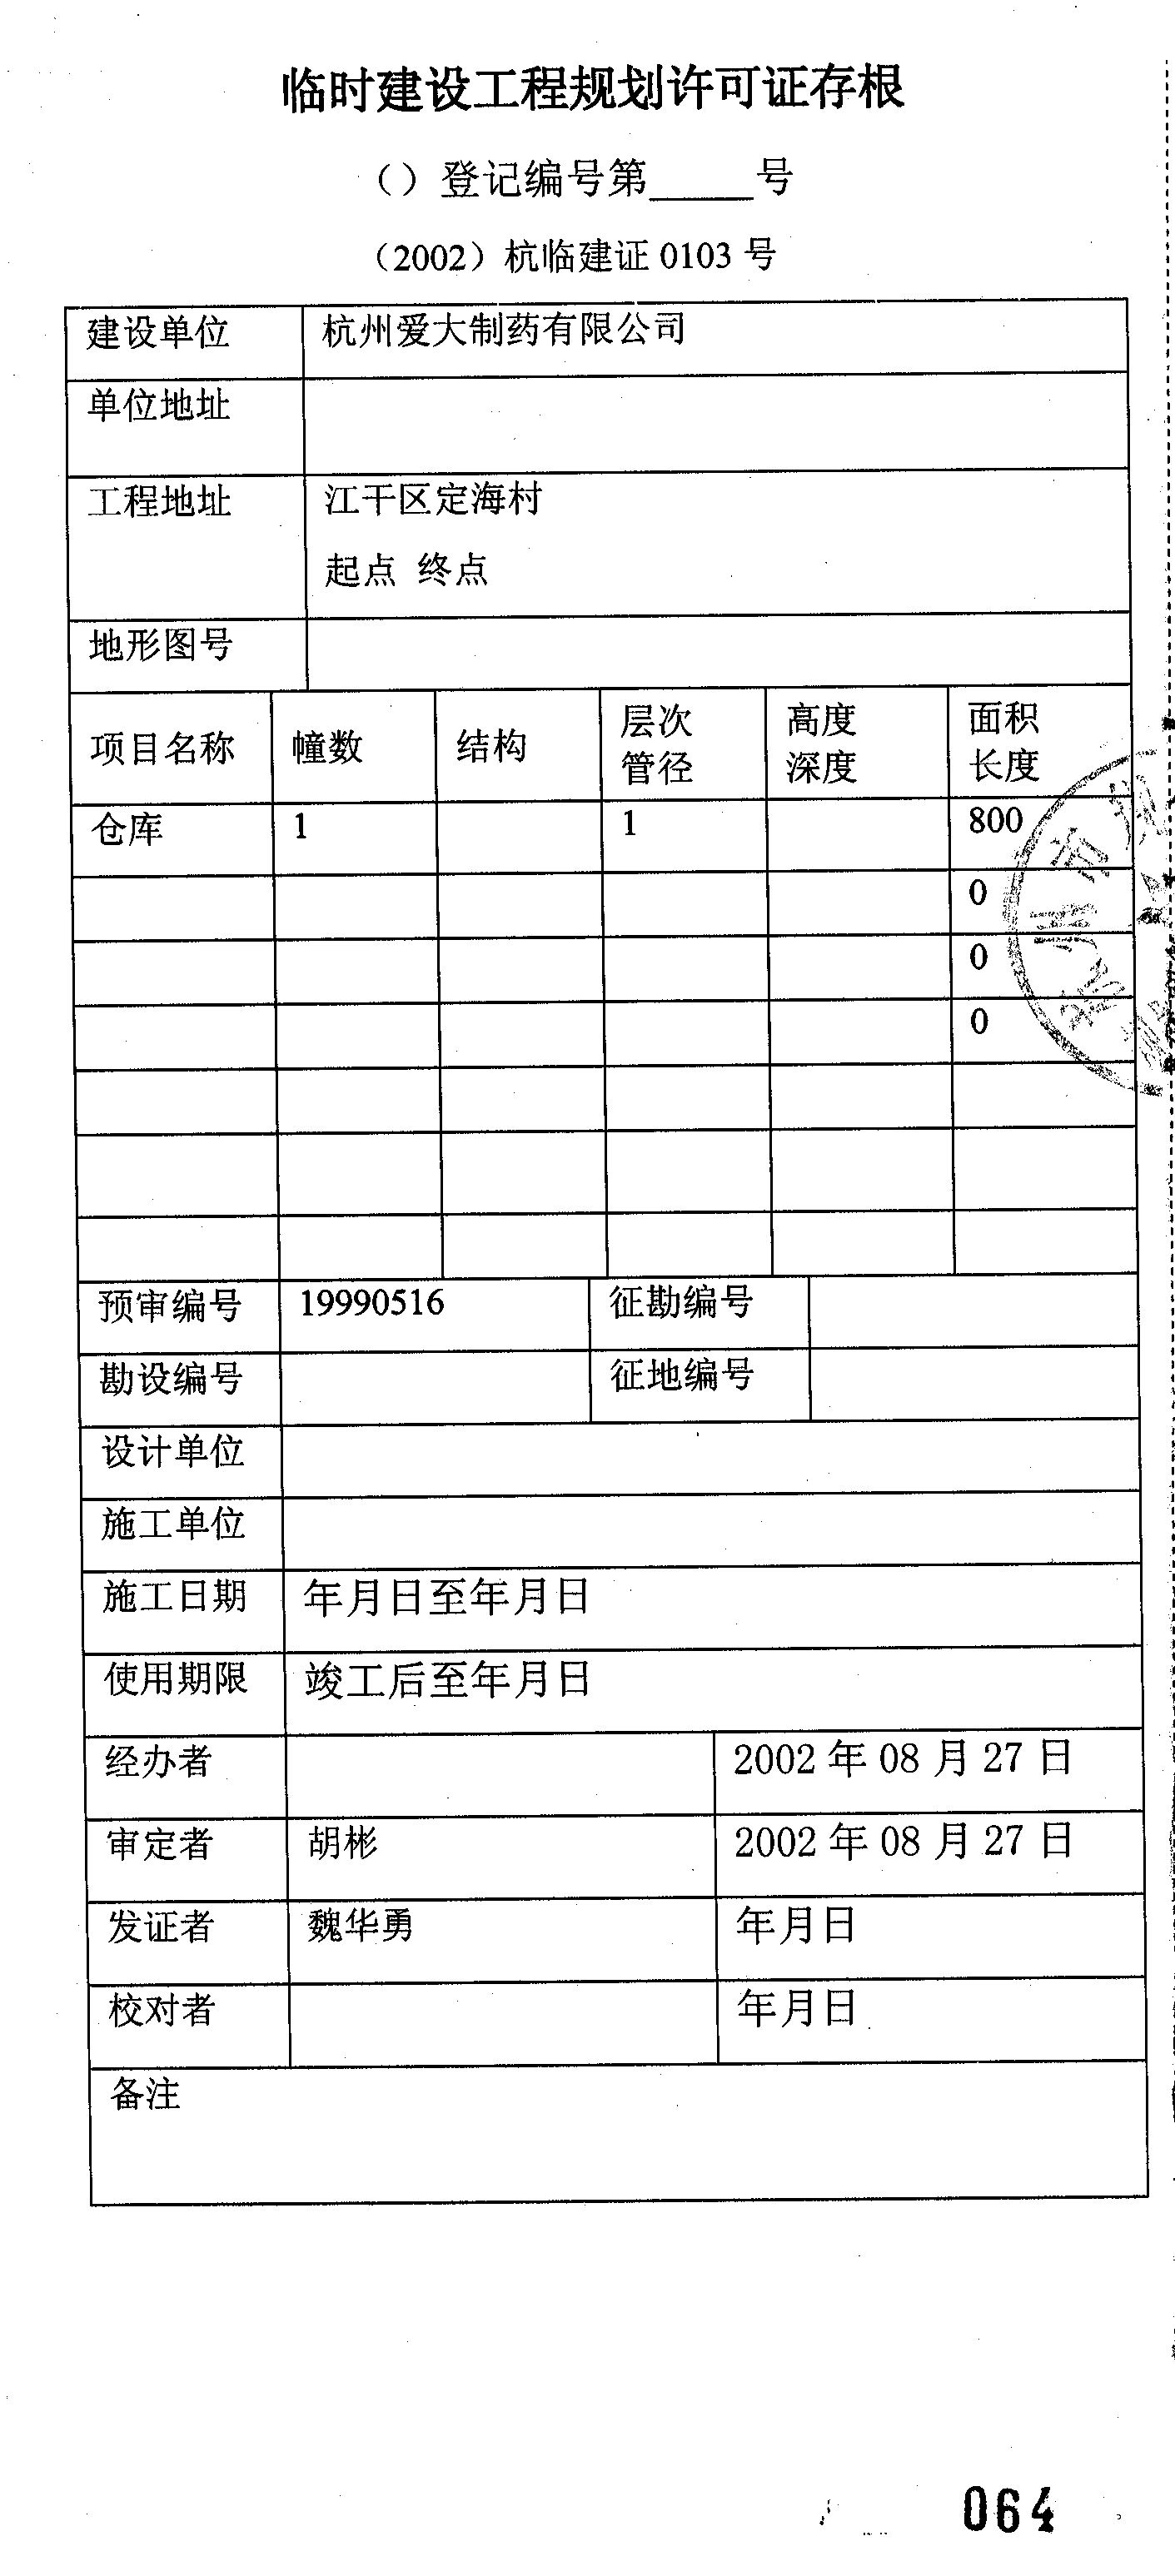 临时建设工程规划许可证存根
（）登记编号第_____号
（2002）杭临建证 0103 号
建设单位 杭州爱大制药有限公司
单位地址
工程地址 江干区定海村
起点 终点
地形图号
项目名称 幢数 结构 层次管径 高度深度 面积长度
仓库 1 1 800
0
0
0
预审编号 19990516 征勘编号
勘设编号 征地编号
设计单位
施工单位
施工日期 年月日至年月日
使用期限 竣工后至年月日
经办者 2002 年 08 月 27 日
审定者 胡彬 2002 年 08 月 27 日
发证者 魏华勇 年月日
校对者 年月日
备注
杭州市规
064